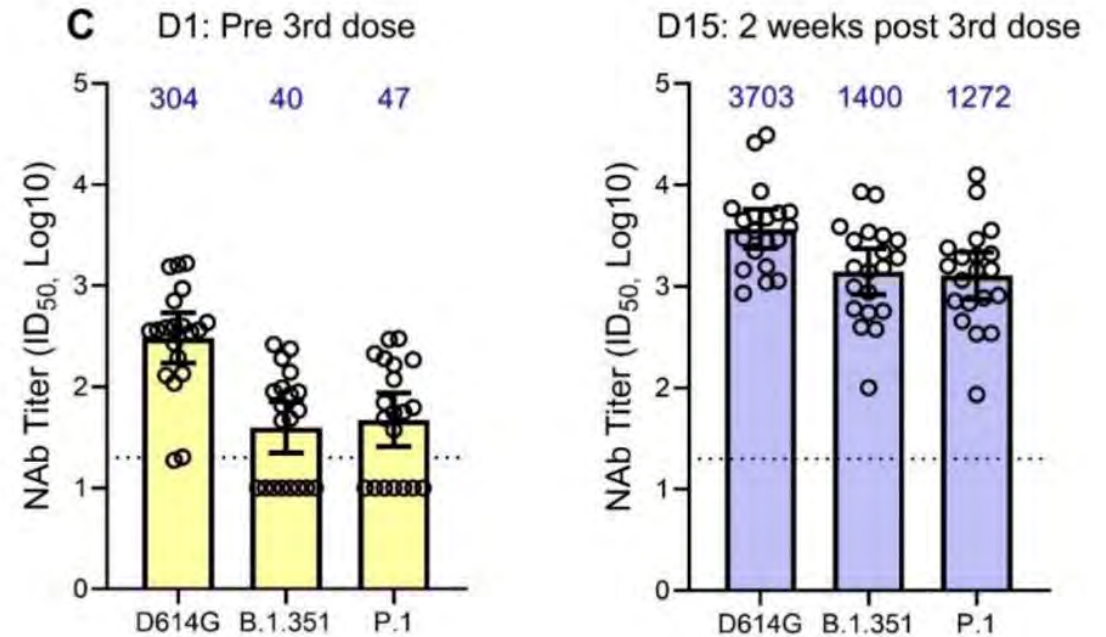 C
D1: Pre 3rd dose
304 40 47
5
4
3
2
1
0
NAb Titer (ID50, Log10)
D614G B.1.351 P.1
D15: 2 weeks post 3rd dose
3703 1400 1272
5
4
3
2
1
0
NAb Titer (ID50, Log10)
D614G B.1.351 P.1